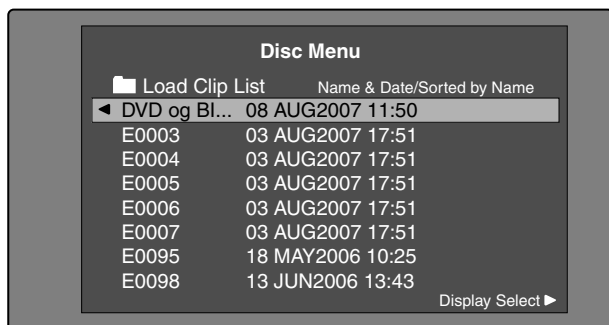 Disc Menu
Load Clip List Name & Date/Sorted by Name
DVD og BI... 08 AUG2007 11:50
E0003 03 AUG2007 17:51
E0004 03 AUG2007 17:51
E0005 03 AUG2007 17:51
E0006 03 AUG2007 17:51
E0007 03 AUG2007 17:51
E0095 18 MAY2006 10:25
E0098 13 JUN2006 13:43
Display Select